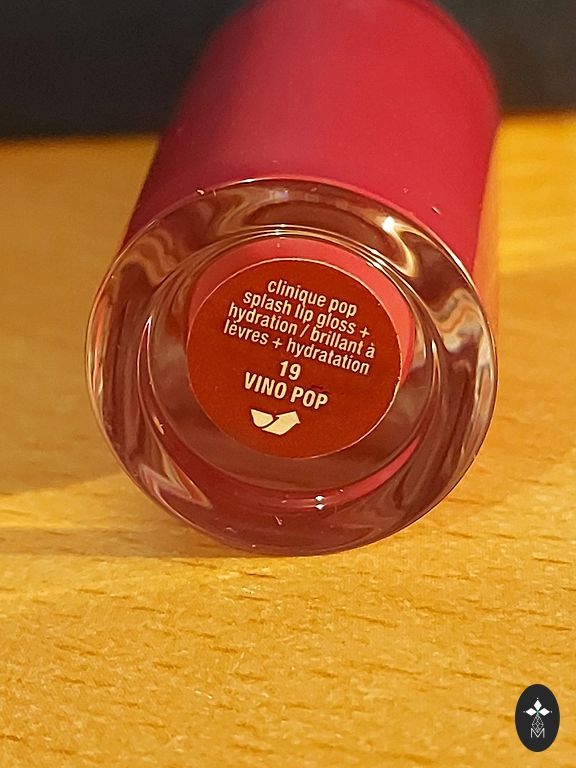 clinique pop
splash lip gloss +
hydration / brillant à
lèvres + hydratation
19
VINO POP
M